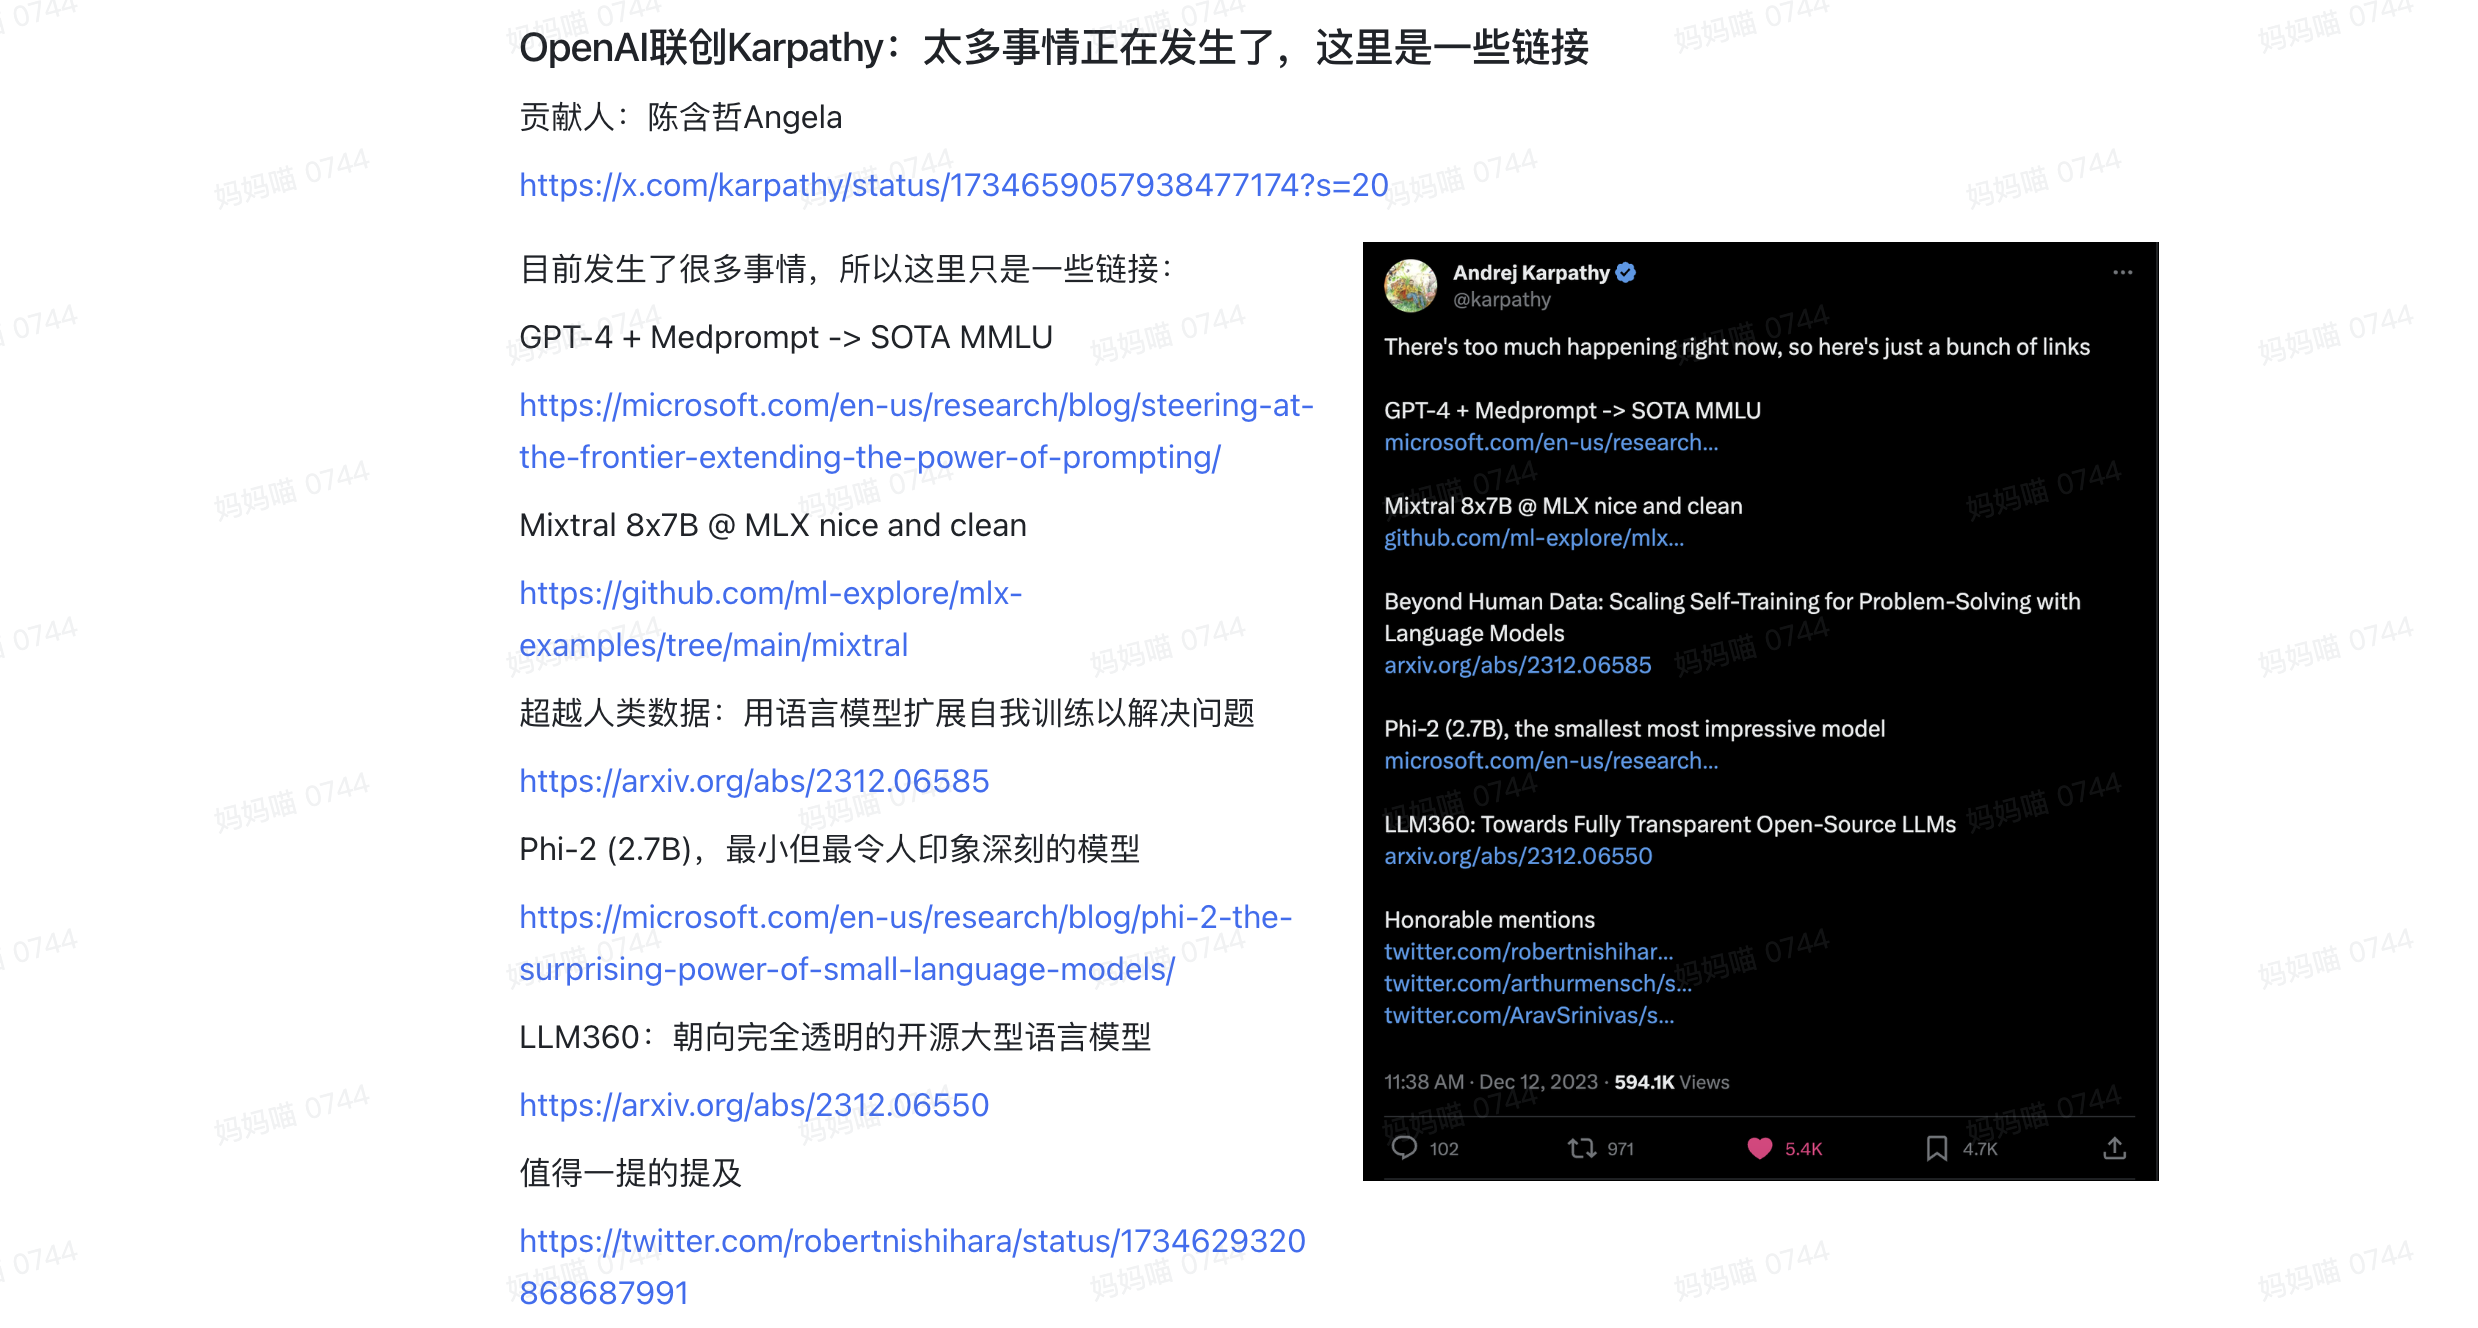 OpenAI联创Karpathy：太多事情正在发生了，这里是一些链接
贡献人：陈含哲Angela
https://x.com/karpathy/status/1734659057938477174?s=20
目前发生了很多事情，所以这里只是一些链接：
GPT-4 + Medprompt -> SOTA MMLU
https://microsoft.com/en-us/research/blog/steering-at-
the-frontier-extending-the-power-of-prompting/
Mixtral 8x7B @ MLX nice and clean
https://github.com/ml-explore/mlx-
examples/tree/main/mixtral
超越人类数据：用语言模型扩展自我训练以解决问题
https://arxiv.org/abs/2312.06585
Phi-2 (2.7B)，最小但最令人印象深刻的模型
https://microsoft.com/en-us/research/blog/phi-2-the-
surprising-power-of-small-language-models/
LLM360：朝向完全透明的开源大型语言模型
https://arxiv.org/abs/2312.06550
值得一提的提及
https://twitter.com/robertnishihara/status/1734629320
868687991
Andrej Karpathy
@karpathy
There's too much happening right now, so here's just a bunch of links
GPT-4 + Medprompt -> SOTA MMLU
microsoft.com/en-us/research...
Mixtral 8x7B @ MLX nice and clean
github.com/ml-explore/mlx...
Beyond Human Data: Scaling Self-Training for Problem-Solving with
Language Models
arxiv.org/abs/2312.06585
Phi-2 (2.7B), the smallest most impressive model
microsoft.com/en-us/research...
LLM360: Towards Fully Transparent Open-Source LLMs
arxiv.org/abs/2312.06550
Honorable mentions
twitter.com/robertnishihar...
twitter.com/arthurmensch/s...
twitter.com/AravSrinivas/s...
11:38 AM · Dec 12, 2023 · 594.1K Views
102 971 5.4K 4.7K
妈妈喵 0744